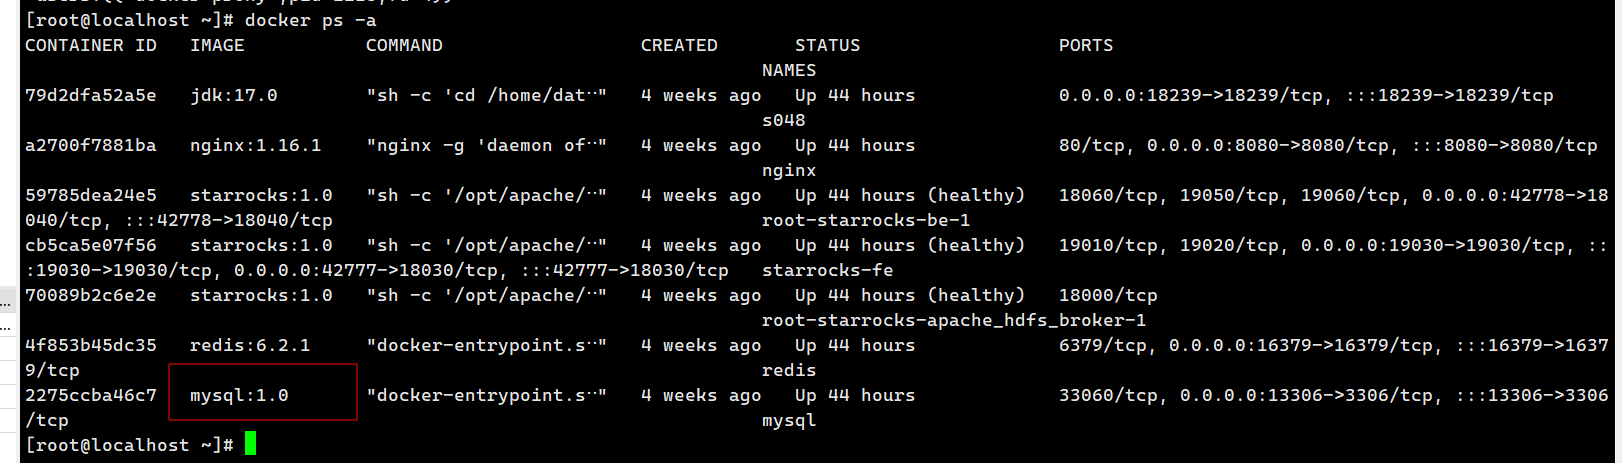 [root@localhost ~]# docker ps -a
CONTAINER ID   IMAGE           COMMAND                  CREATED       STATUS                  PORTS
NAMES
79d2dfa52a5e   jdk:17.0        "sh -c 'cd /home/dat…"   4 weeks ago   Up 44 hours             0.0.0.0:18239->18239/tcp, :::18239->18239/tcp
s048
a2700f7881ba   nginx:1.16.1    "nginx -g 'daemon of…"   4 weeks ago   Up 44 hours             80/tcp, 0.0.0.0:8080->8080/tcp, :::8080->8080/tcp
nginx
59785dea24e5   starrocks:1.0   "sh -c '/opt/apache/…"   4 weeks ago   Up 44 hours (healthy)   18060/tcp, 19050/tcp, 19060/tcp, 0.0.0.0:42778->18
040/tcp, :::42778->18040/tcp   root-starrocks-be-1
cb5ca5e07f56   starrocks:1.0   "sh -c '/opt/apache/…"   4 weeks ago   Up 44 hours (healthy)   19010/tcp, 19020/tcp, 0.0.0.0:19030->19030/tcp, ::
:19030->19030/tcp, 0.0.0.0:42777->18030/tcp, :::42777->18030/tcp   starrocks-fe
70089b2c6e2e   starrocks:1.0   "sh -c '/opt/apache/…"   4 weeks ago   Up 44 hours (healthy)   18000/tcp
root-starrocks-apache_hdfs_broker-1
4f853b45dc35   redis:6.2.1     "docker-entrypoint.s…"   4 weeks ago   Up 44 hours             6379/tcp, 0.0.0.0:16379->16379/tcp, :::16379->1637
9/tcp   redis
2275ccba46c7   mysql:1.0       "docker-entrypoint.s…"   4 weeks ago   Up 44 hours             33060/tcp, 0.0.0.0:13306->3306/tcp, :::13306->3306
/tcp   mysql
[root@localhost ~]#